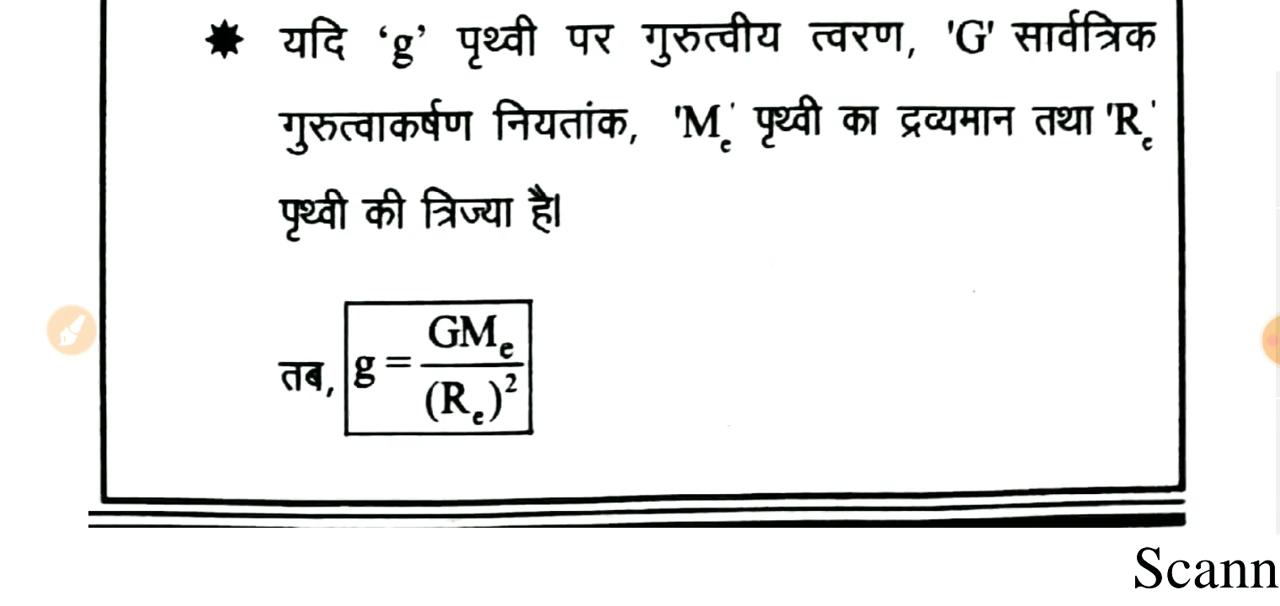 ✷ यदि ‘g’ पृथ्वी पर गुरुत्वीय त्वरण, 'G' सार्वत्रिक
गुरुत्वाकर्षण नियतांक, 'Mₑ' पृथ्वी का द्रव्यमान तथा 'Rₑ'
पृथ्वी की त्रिज्या है।
तब, g = GMₑ / (Rₑ)²
Scann